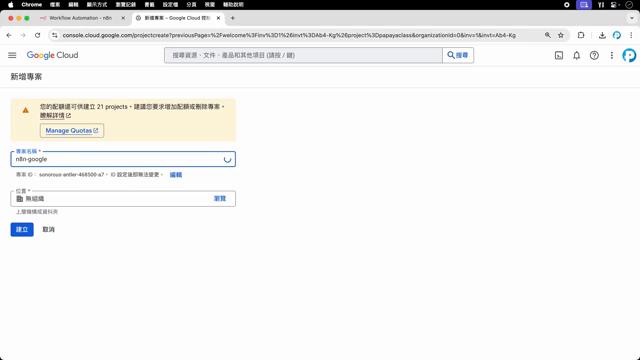 Chrome 檔案 編輯 顯示方式 瀏覽記錄 書籤 設定檔 分頁 視窗 輔助說明
Workflow Automation - n8n
新增專案 – Google Cloud 控制
console.cloud.google.com/projectcreate?previousPage=%2Fwelcome%3Finv%3D1%26invt%3DAb4-Kg%26project%3Dpapayaclass&organizationId=0&inv=1&invt=Ab4-Kg
Google Cloud
搜尋資源、文件、產品和其他項目 (請按 / 鍵)
搜尋
新增專案
您的配額還可供建立 21 projects。建議您要求增加配額或刪除專案。
瞭解詳情
Manage Quotas
專案名稱 *
n8n-google
專案 ID： sonorous-antler-468500-a7。 ID 設定後即無法變更。 編輯
位置 *
無組織
瀏覽
上層機構或資料夾
建立 取消